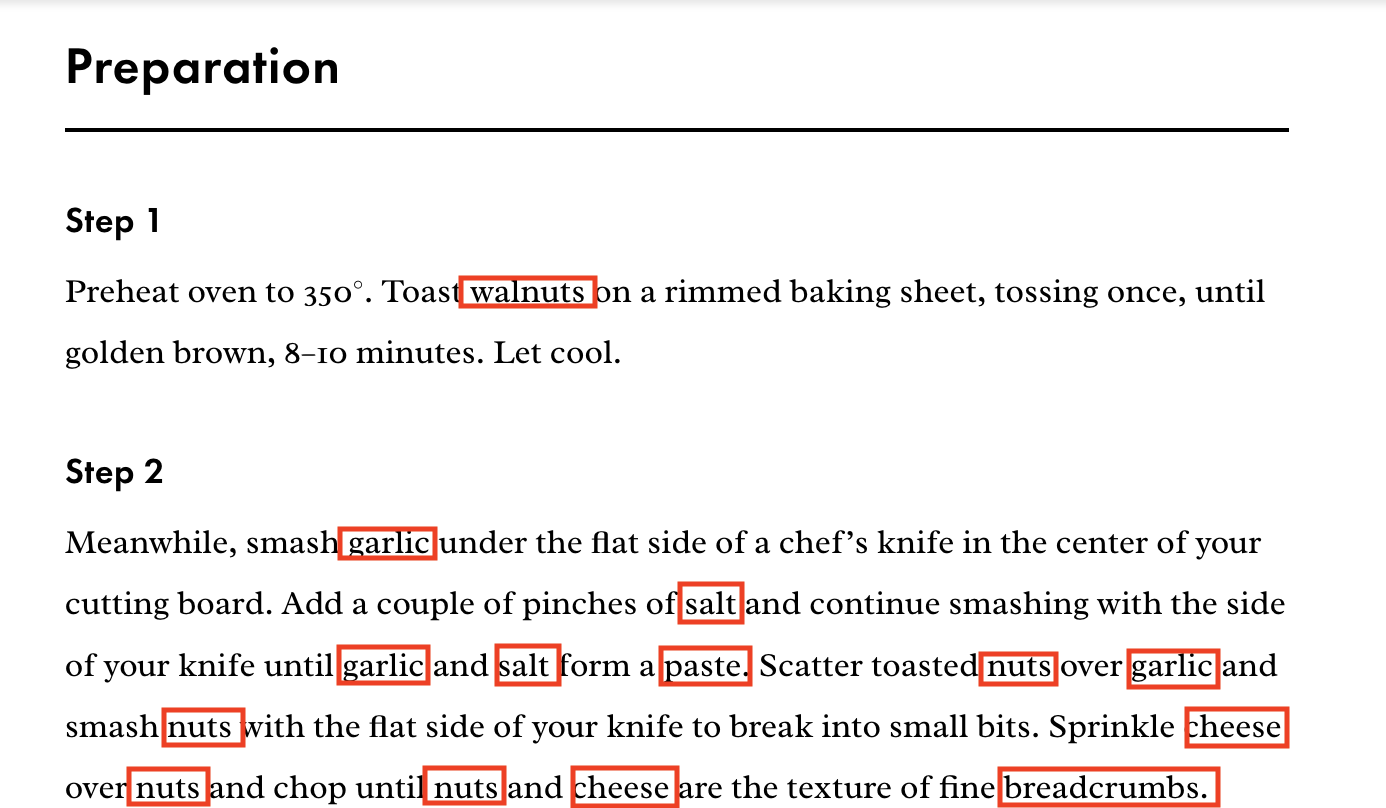 Preparation
Step 1
Preheat oven to 350°. Toast walnuts on a rimmed baking sheet, tossing once, until
golden brown, 8–10 minutes. Let cool.
Step 2
Meanwhile, smash garlic under the flat side of a chef’s knife in the center of your
cutting board. Add a couple of pinches of salt and continue smashing with the side
of your knife until garlic and salt form a paste. Scatter toasted nuts over garlic and
smash nuts with the flat side of your knife to break into small bits. Sprinkle cheese
over nuts and chop until nuts and cheese are the texture of fine breadcrumbs.